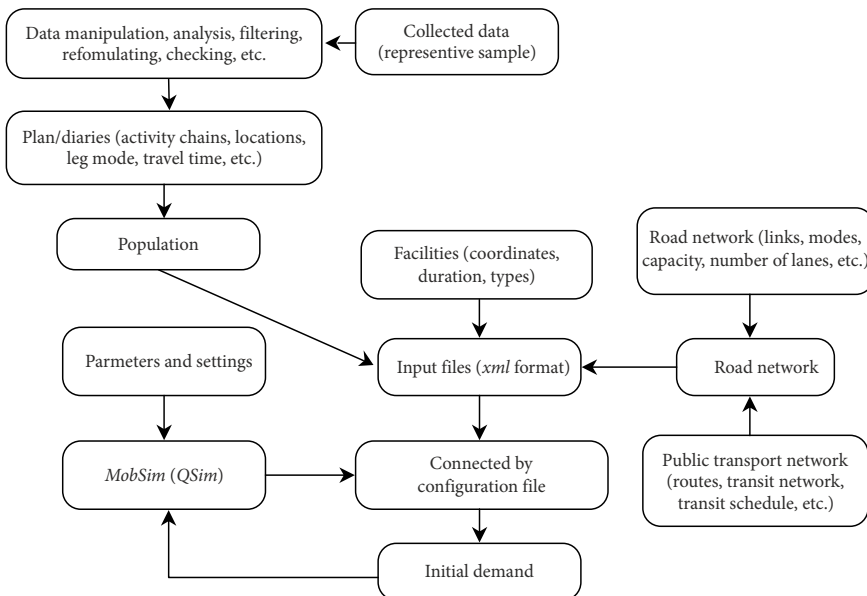 Data manipulation, analysis, filtering,
refomulating, checking, etc.
Collected data
(representive sample)
Plan/diaries (activity chains, locations,
leg mode, travel time, etc.)
Population
Facilities (coordinates,
duration, types)
Road network (links, modes,
capacity, number of lanes, etc.)
Parmeters and settings
Input files (xml format)
Road network
MobSim (QSim)
Connected by
configuration file
Public transport network
(routes, transit network,
transit schedule, etc.)
Initial demand